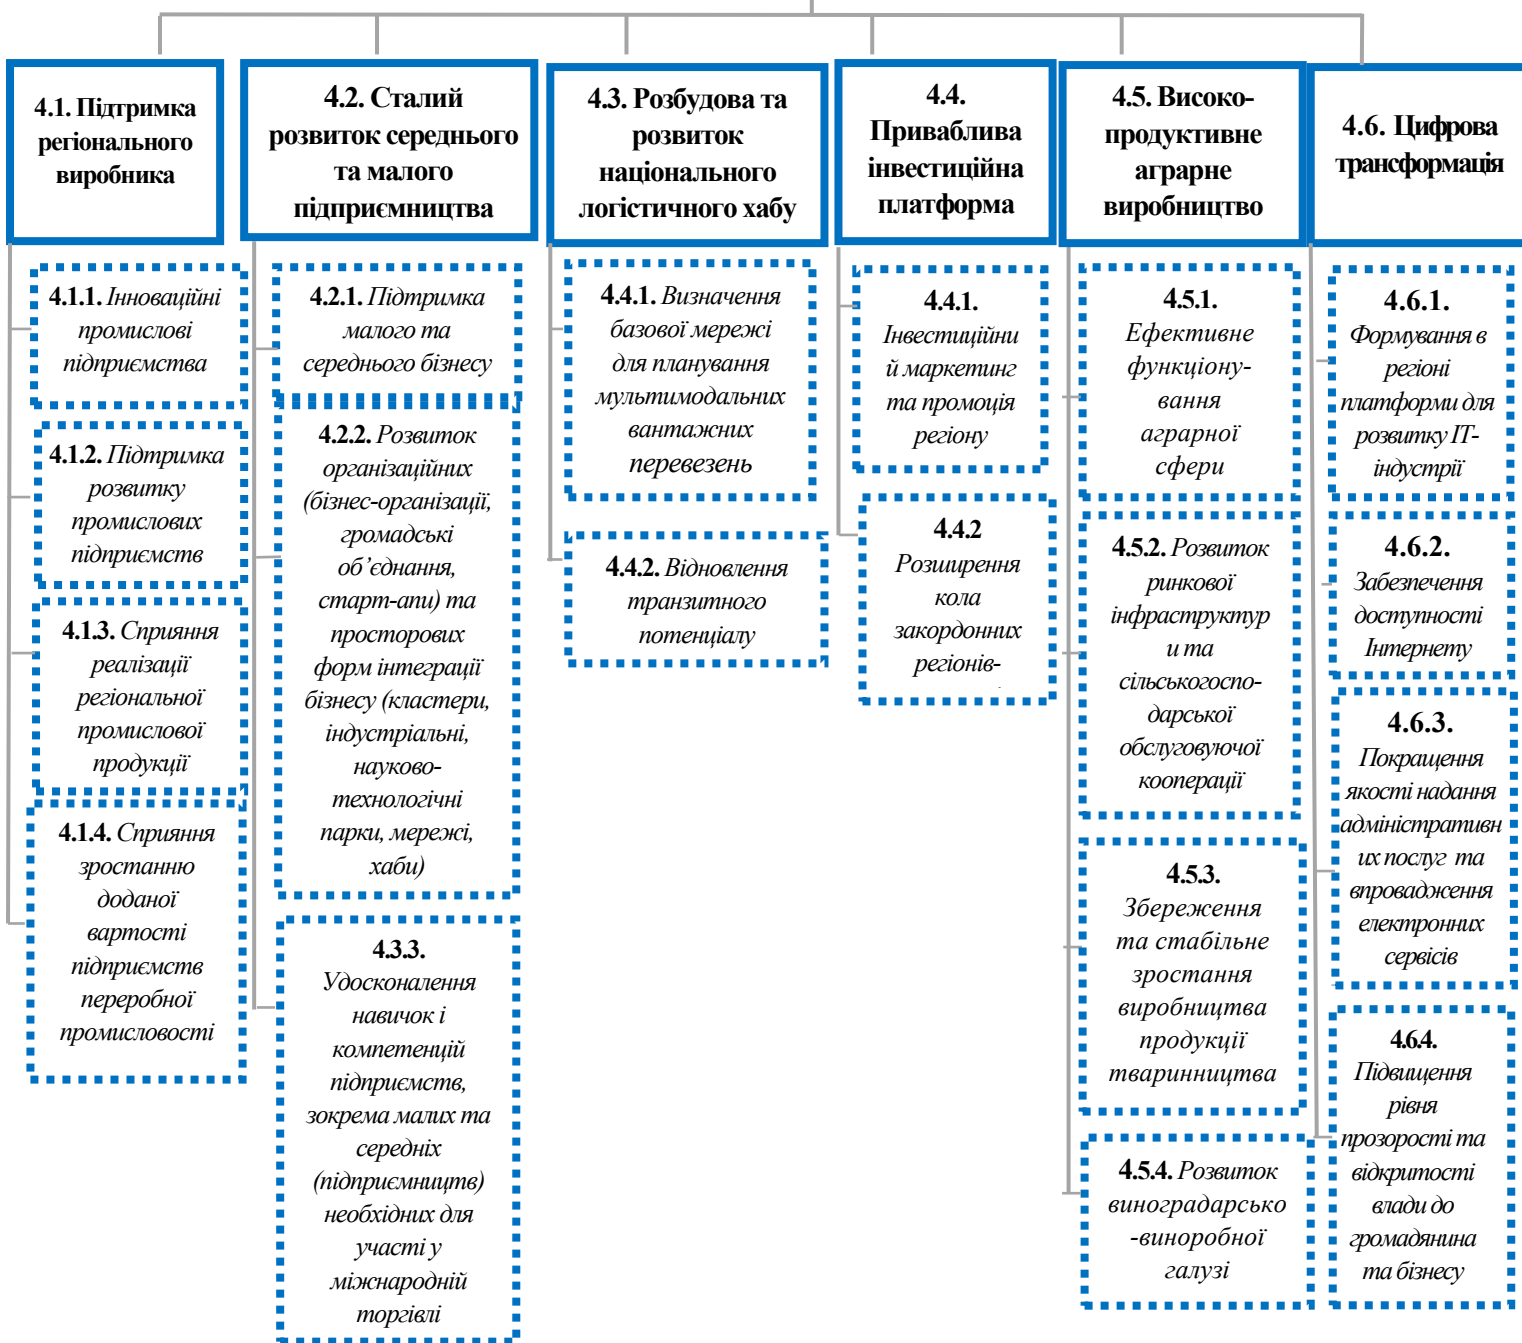 4.1. Підтримка
регіонального
виробника
4.2. Сталий
розвиток середнього
та малого
підприємництва
4.3. Розбудова та
розвиток
національного
логістичного хабу
4.4.
Приваблива
інвестиційна
платформа
4.5. Високо-
продуктивне
аграрне
виробництво
4.6. Цифрова
трансформація
4.1.1. Інноваційні
промислові
підприємства
4.1.2. Підтримка
розвитку
промислових
підприємств
4.1.3. Сприяння
реалізації
регіональної
промислової
продукції
4.1.4. Сприяння
зростанню
доданої
вартості
підприємств
переробної
промисловості
4.2.1. Підтримка
малого та
середнього бізнесу
4.2.2. Розвиток
організаційних
(бізнес-організації,
громадські
об’єднання,
старт-апи) та
просторових
форм інтеграції
бізнесу (кластери,
індустріальні,
науково-
технологічні
парки, мережі,
хаби)
4.3.3.
Удосконалення
навичок і
компетенцій
підприємств,
зокрема малих та
середніх
(підприємництв)
необхідних для
участі у
міжнародній
торгівлі
4.4.1. Визначення
базової мережі
для планування
мультимодальних
вантажних
перевезень
4.4.2. Відновлення
транзитного
потенціалу
4.4.1.
Інвестиційни
й маркетинг
та промоція
регіону
4.4.2
Розширення
кола
закордонних
регіонів-
4.5.1.
Ефективне
функціону-
вання
аграрної
сфери
4.5.2. Розвиток
ринкової
інфраструктур
и та
сільськогоспо-
дарської
обслуговуючої
кооперації
4.5.3.
Збереження
та стабільне
зростання
виробництва
продукції
тваринництва
4.5.4. Розвиток
виноградарсько
-виноробної
галузі
4.6.1.
Формування в
регіоні
платформи для
розвитку ІТ-
індустрії
4.6.2.
Забезпечення
доступності
Інтернету
4.6.3.
Покращення
якості надання
адміністративн
их послуг та
впровадження
електронних
сервісів
4.6.4.
Підвищення
рівня
прозорості та
відкритості
влади до
громадянина
та бізнесу